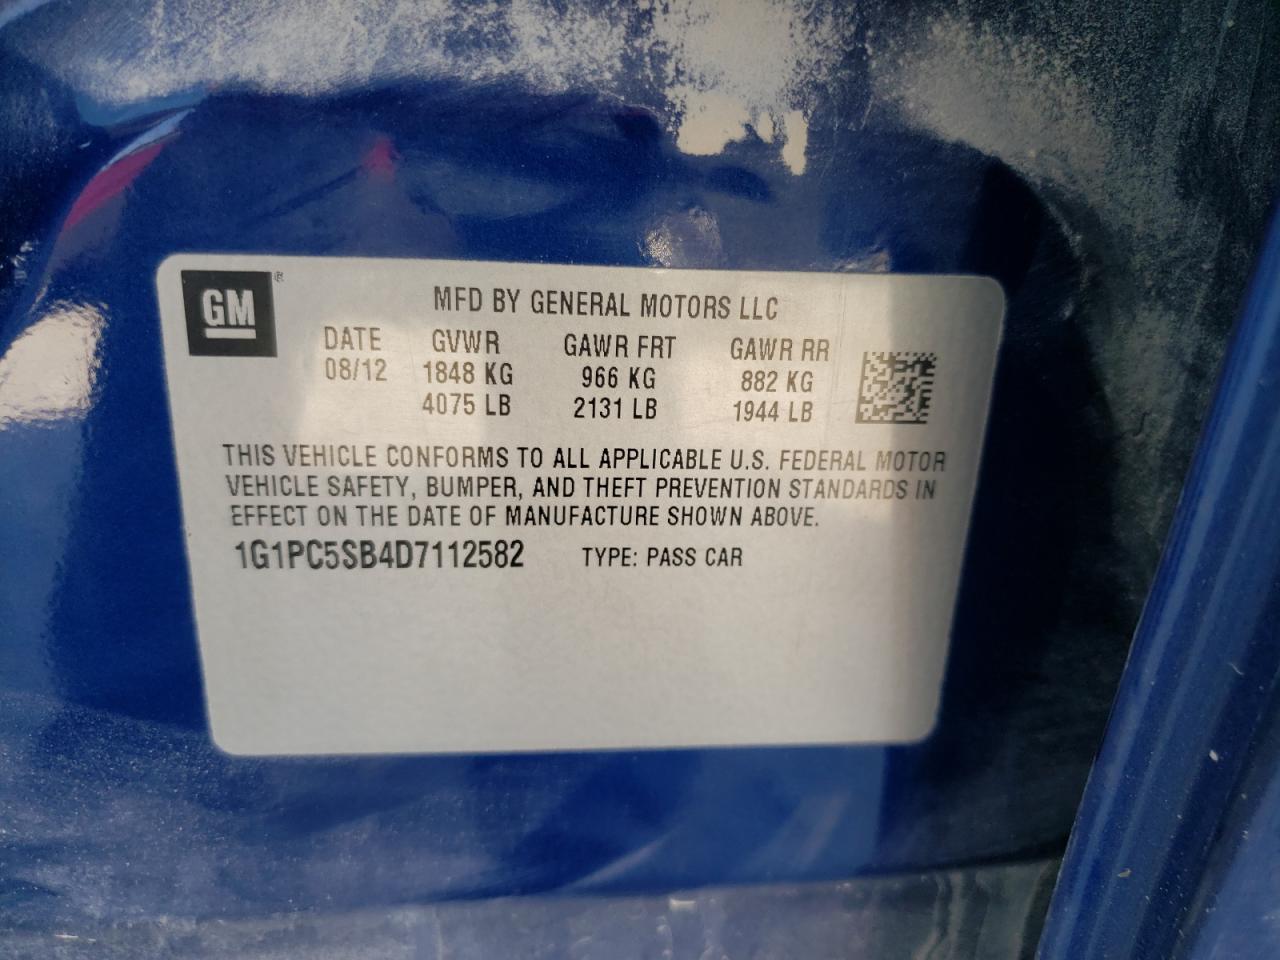 GM ®
MFD BY GENERAL MOTORS LLC
DATE GVWR GAWR FRT GAWR RR
08/12 1848 KG 966 KG 882 KG
4075 LB 2131 LB 1944 LB
THIS VEHICLE CONFORMS TO ALL APPLICABLE U.S. FEDERAL MOTOR
VEHICLE SAFETY, BUMPER, AND THEFT PREVENTION STANDARDS IN
EFFECT ON THE DATE OF MANUFACTURE SHOWN ABOVE.
1G1PC5SB4D7112582 TYPE: PASS CAR